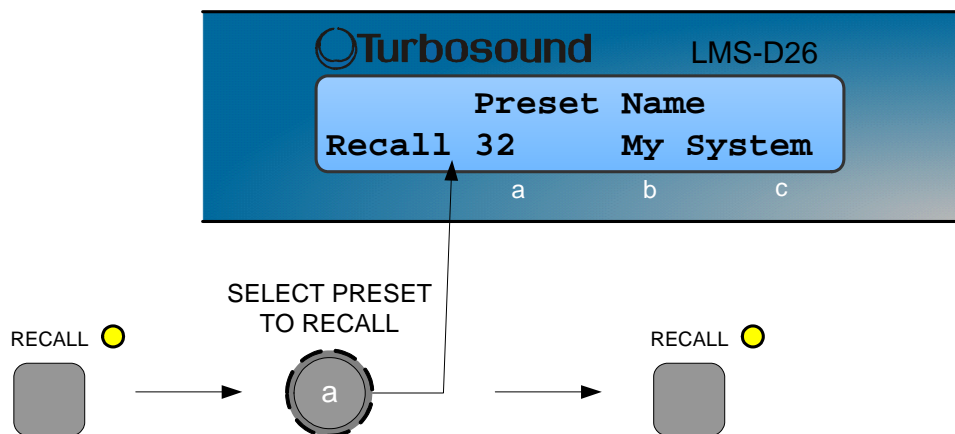 Turbosound LMS-D26
Preset Name
Recall 32 My System
a b c
SELECT PRESET
TO RECALL
RECALL
a
RECALL